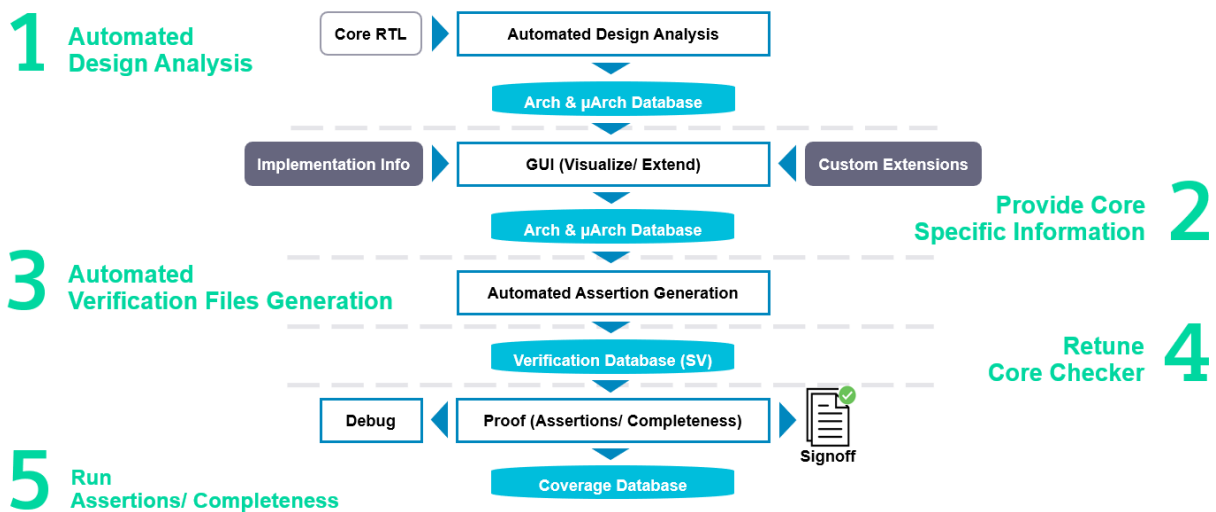 1
Automated
Design Analysis
Core RTL
Automated Design Analysis
Arch & µArch Database
Implementation Info
GUI (Visualize/ Extend)
Custom Extensions
2
Provide Core
Specific Information
Arch & µArch Database
3
Automated
Verification Files Generation
Automated Assertion Generation
4
Retune
Core Checker
Verification Database (SV)
Debug
Proof (Assertions/ Completeness)
Signoff
5
Run
Assertions/ Completeness
Coverage Database